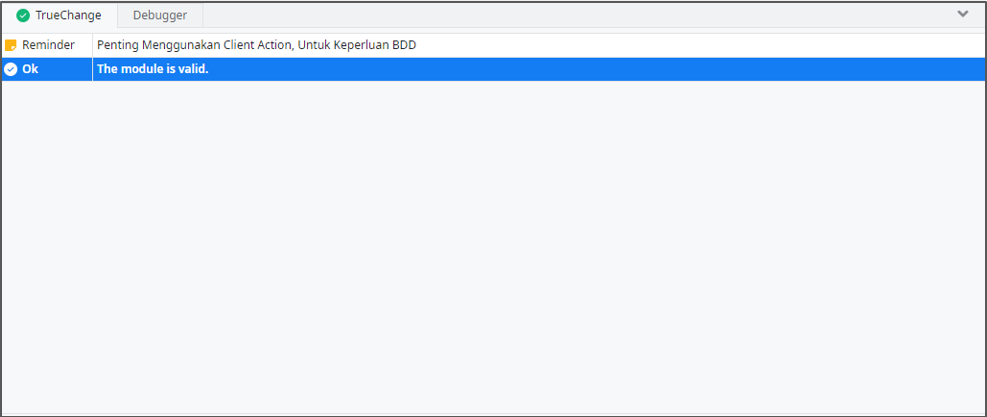 TrueChange Debugger
Reminder Penting Menggunakan Client Action, Untuk Keperluan BDD
Ok The module is valid.